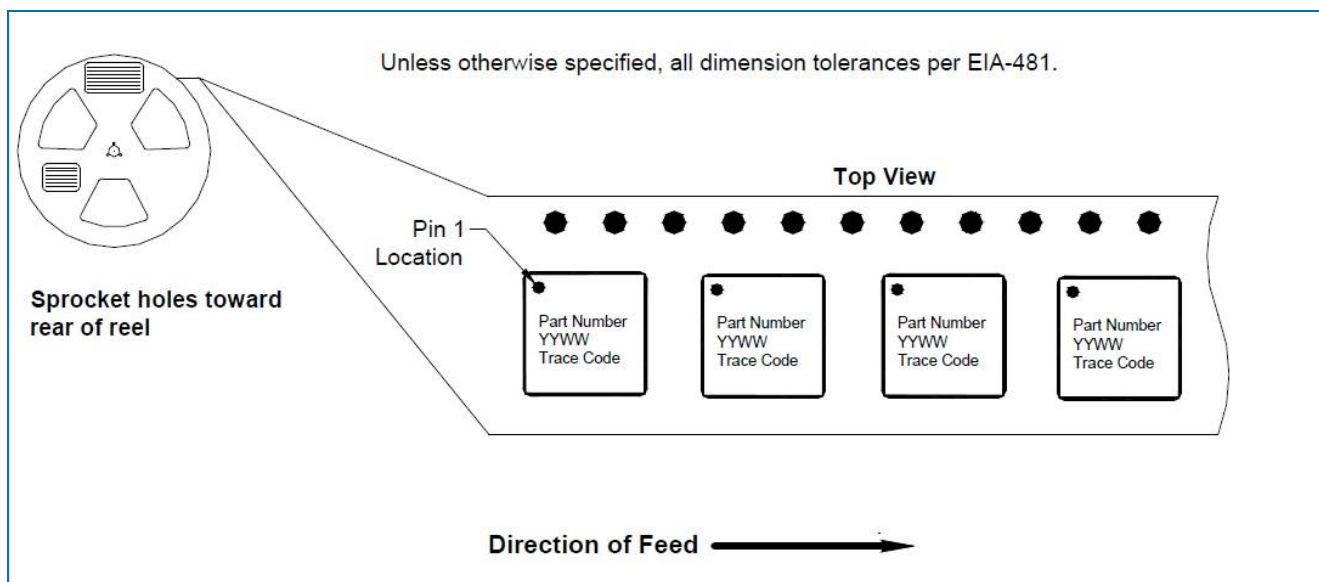 Unless otherwise specified, all dimension tolerances per EIA-481.
Top View
Pin 1
Location
Sprocket holes toward
rear of reel
Part Number
YYWW
Trace Code
Part Number
YYWW
Trace Code
Part Number
YYWW
Trace Code
Part Number
YYWW
Trace Code
Direction of Feed